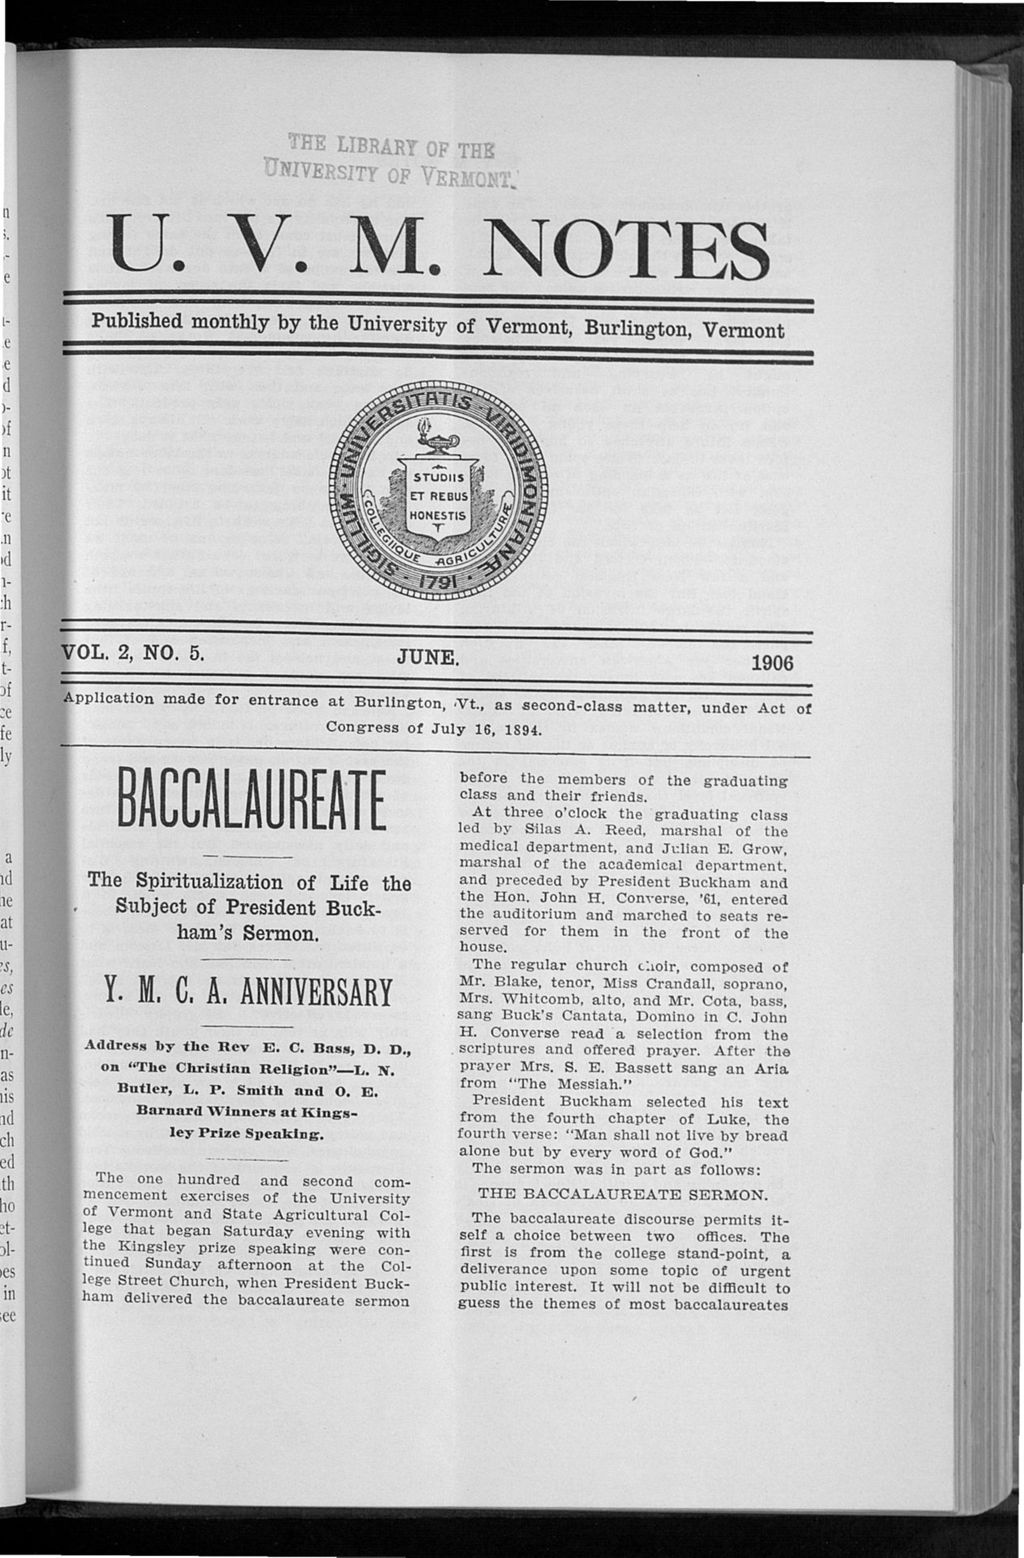 THE LIBRARY OF THE
UNIVERSITY OF VERMONT.
U. V. M. NOTES
Published monthly by the University of Vermont, Burlington, Vermont
SIGILLUM · UNIVERSITATIS · VIRIDIMONTANÆ
COLLEGIIQUE AGRICULTURÆ
STUDIIS
ET REBUS
HONESTIS
· 1791 ·
VOL. 2, NO. 5. JUNE. 1906
Application made for entrance at Burlington, Vt., as second-class matter, under Act of
Congress of July 16, 1894.
BACCALAUREATE
The Spiritualization of Life the
Subject of President Buck-
ham's Sermon.
Y. M. C. A. ANNIVERSARY
Address by the Rev E. C. Bass, D. D.,
on "The Christian Religion"—L. N.
Butler, L. P. Smith and O. E.
Barnard Winners at Kings-
ley Prize Speaking.
The one hundred and second com-
mencement exercises of the University
of Vermont and State Agricultural Col-
lege that began Saturday evening with
the Kingsley prize speaking were con-
tinued Sunday afternoon at the Col-
lege Street Church, when President Buck-
ham delivered the baccalaureate sermon
before the members of the graduating
class and their friends.
At three o'clock the graduating class
led by Silas A. Reed, marshal of the
medical department, and Julian E. Grow,
marshal of the academical department,
and preceded by President Buckham and
the Hon. John H. Converse, '61, entered
the auditorium and marched to seats re-
served for them in the front of the
house.
The regular church choir, composed of
Mr. Blake, tenor, Miss Crandall, soprano,
Mrs. Whitcomb, alto, and Mr. Cota, bass,
sang Buck's Cantata, Domino in C. John
H. Converse read a selection from the
scriptures and offered prayer. After the
prayer Mrs. S. E. Bassett sang an Aria
from "The Messiah."
President Buckham selected his text
from the fourth chapter of Luke, the
fourth verse: "Man shall not live by bread
alone but by every word of God."
The sermon was in part as follows:
THE BACCALAUREATE SERMON.
The baccalaureate discourse permits it-
self a choice between two offices. The
first is from the college stand-point, a
deliverance upon some topic of urgent
public interest. It will not be difficult to
guess the themes of most baccalaureates